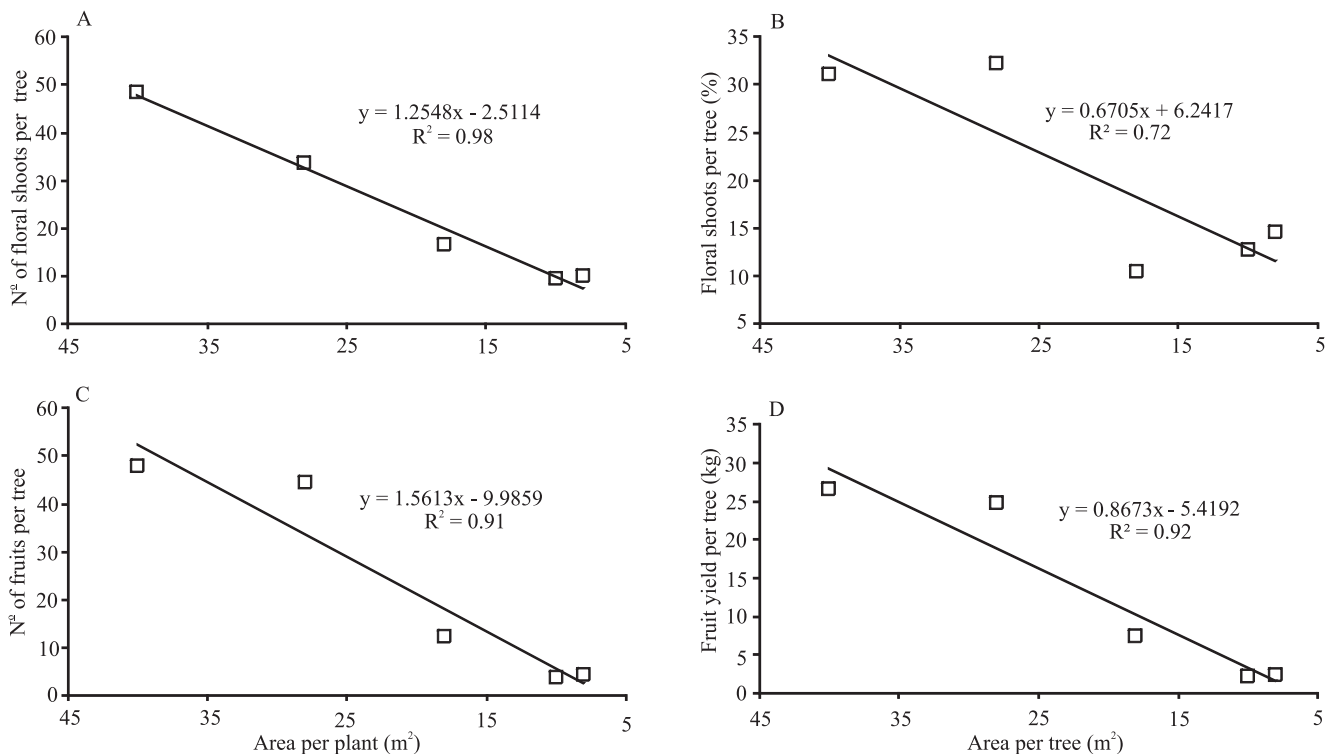 A
60
50
40
30
20
10
0
Nº of floral shoots per tree
y = 1.2548x - 2.5114
R² = 0.98
45 35 25 15 5
B
35
30
25
20
15
10
5
Floral shoots per tree (%)
y = 0.6705x + 6.2417
R² = 0.72
45 35 25 15 5
C
60
50
40
30
20
10
0
Nº of fruits per tree
y = 1.5613x - 9.9859
R² = 0.91
45 35 25 15 5
Area per plant (m²)
D
35
30
25
20
15
10
5
0
Fruit yield per tree (kg)
y = 0.8673x - 5.4192
R² = 0.92
45 35 25 15 5
Area per tree (m²)